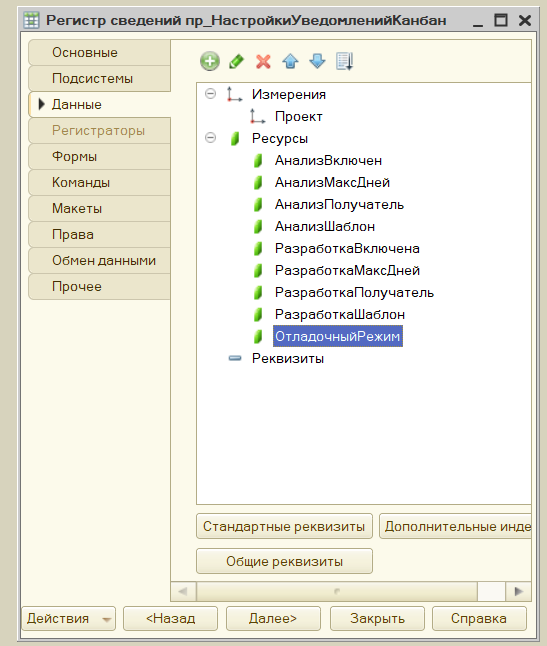 Регистр сведений пр_НастройкиУведомленийКанбан
Основные
Подсистемы
Данные
Регистраторы
Формы
Команды
Макеты
Права
Обмен данными
Прочее
Измерения
Проект
Ресурсы
АнализВключен
АнализМаксДней
АнализПолучатель
АнализШаблон
РазработкаВключена
РазработкаМаксДней
РазработкаПолучатель
РазработкаШаблон
ОтладочныйРежим
Реквизиты
Стандартные реквизиты
Дополнительные инде
Общие реквизиты
Действия
<Назад
Далее>
Закрыть
Справка